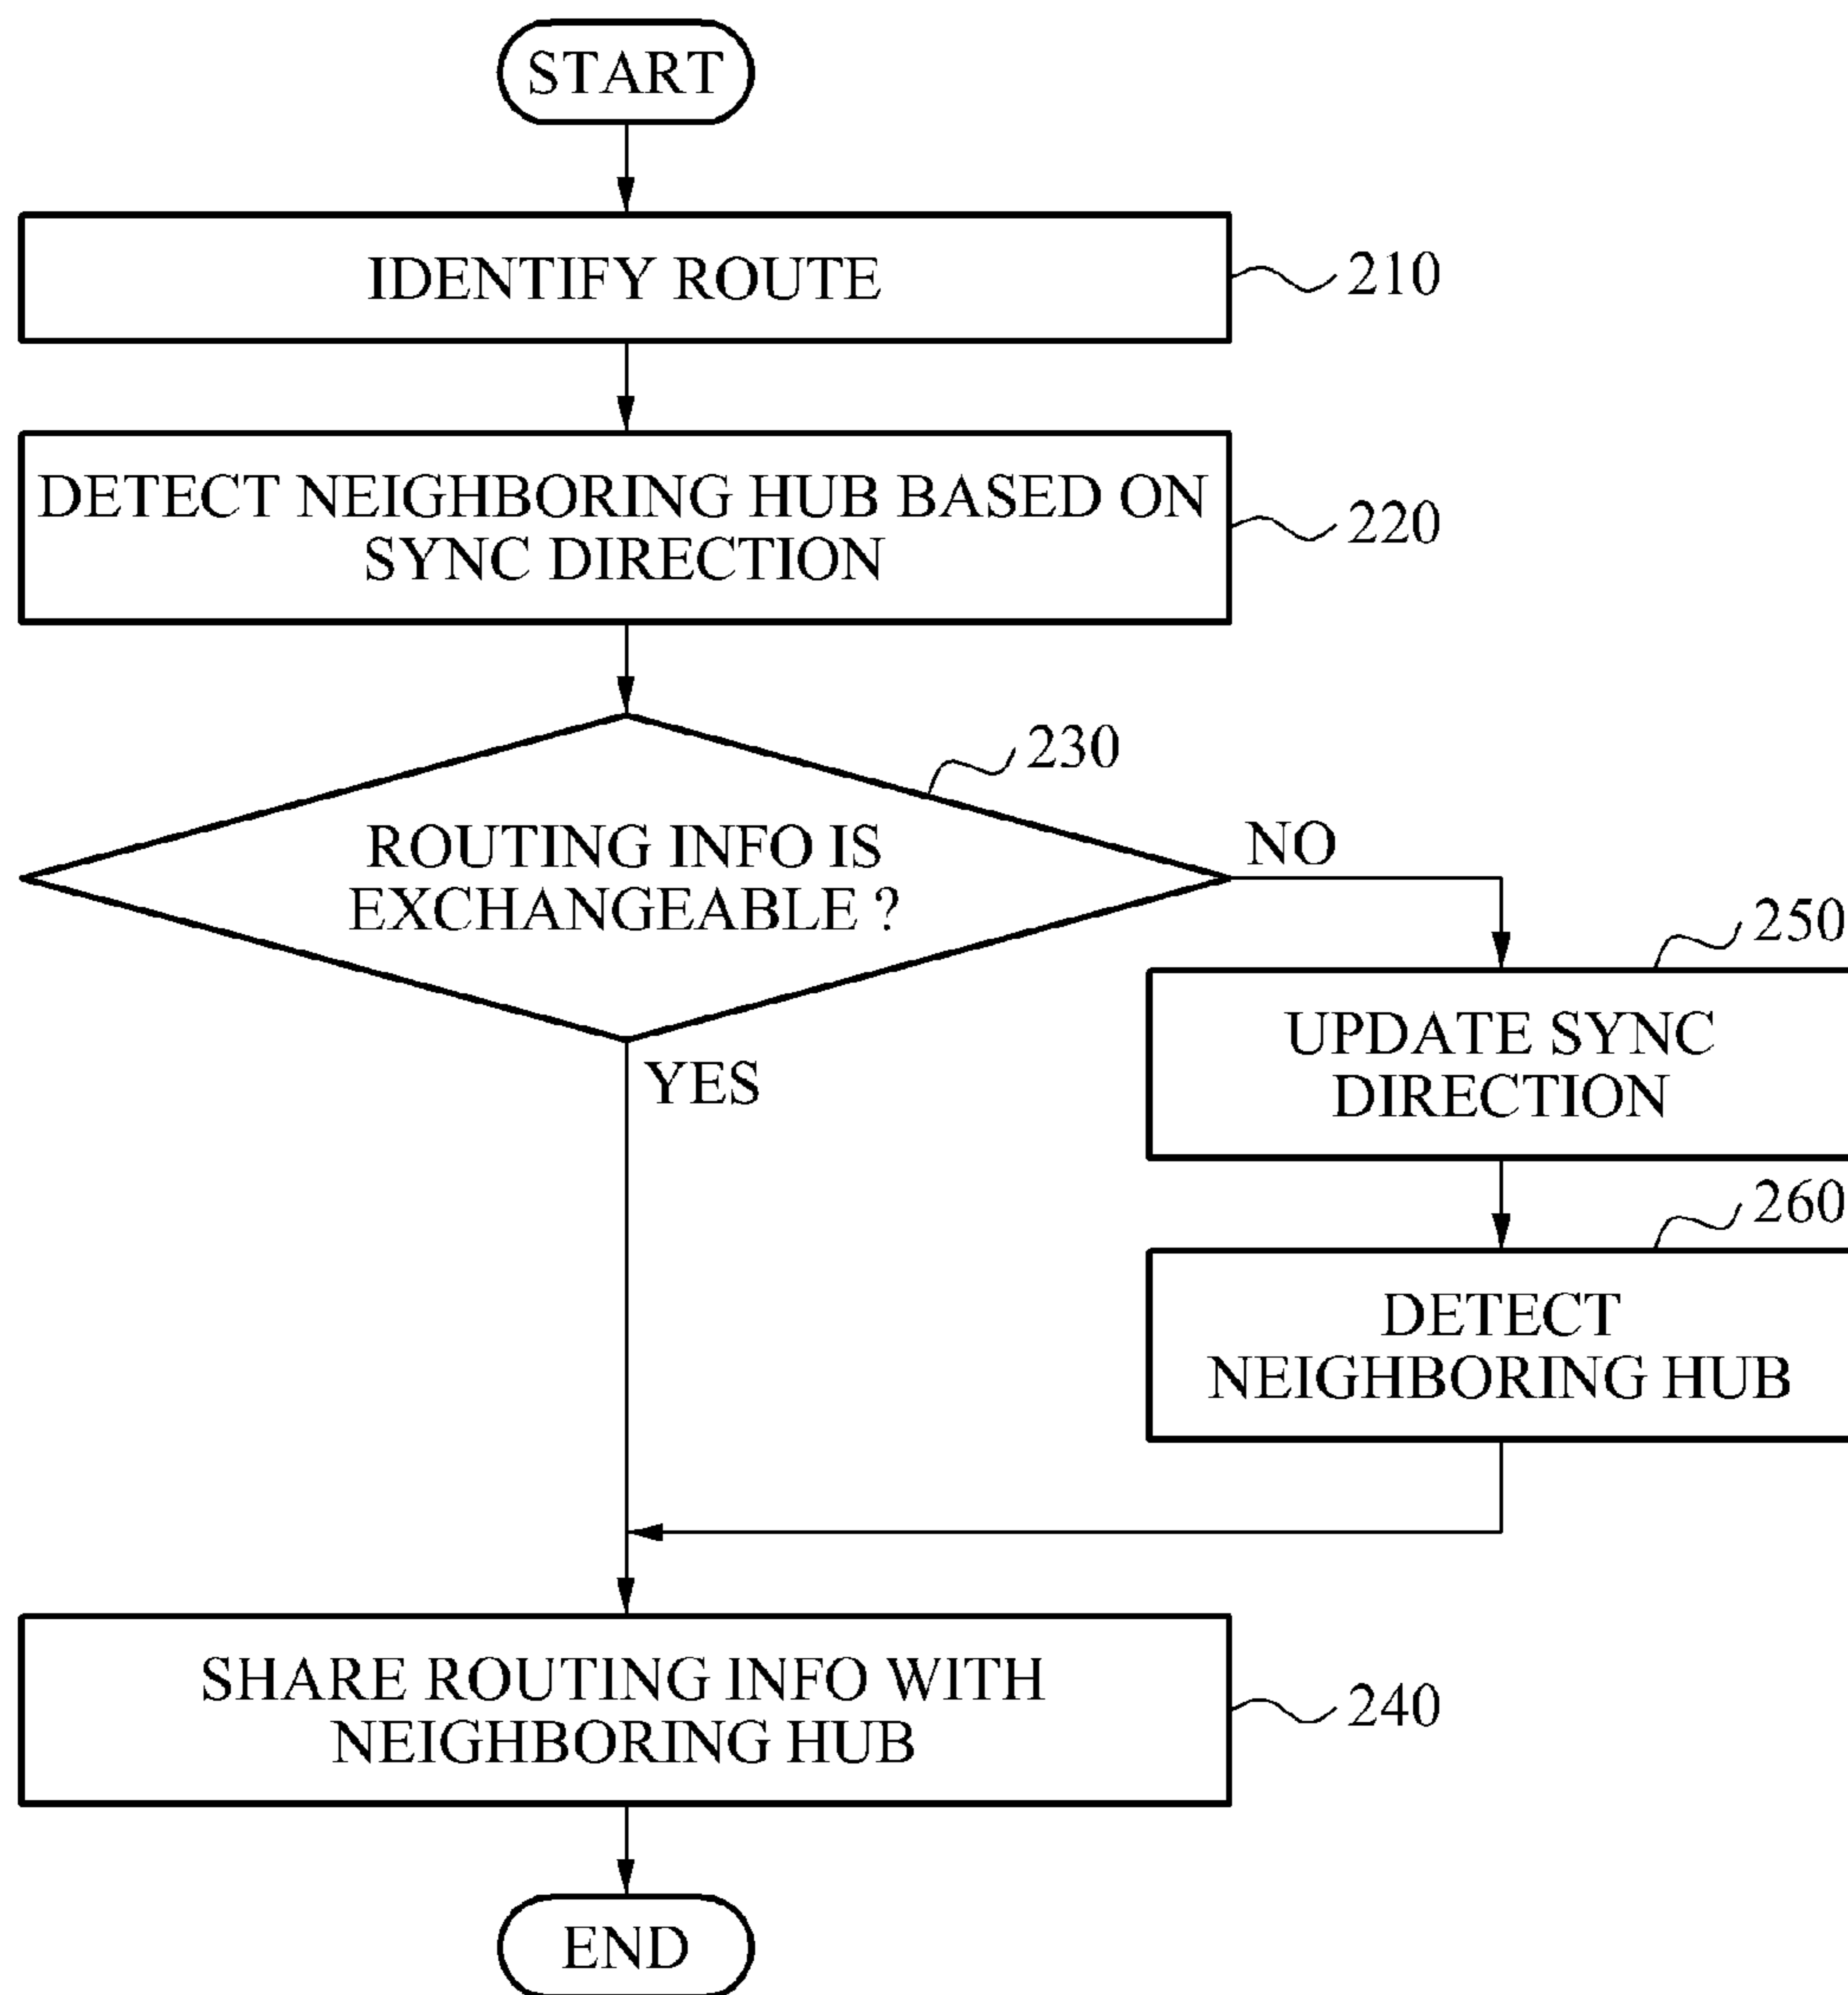 START
IDENTIFY ROUTE
210
DETECT NEIGHBORING HUB BASED ON
SYNC DIRECTION
220
230
ROUTING INFO IS
EXCHANGEABLE ?
NO
YES
250
UPDATE SYNC
DIRECTION
260
DETECT
NEIGHBORING HUB
SHARE ROUTING INFO WITH
NEIGHBORING HUB
240
END